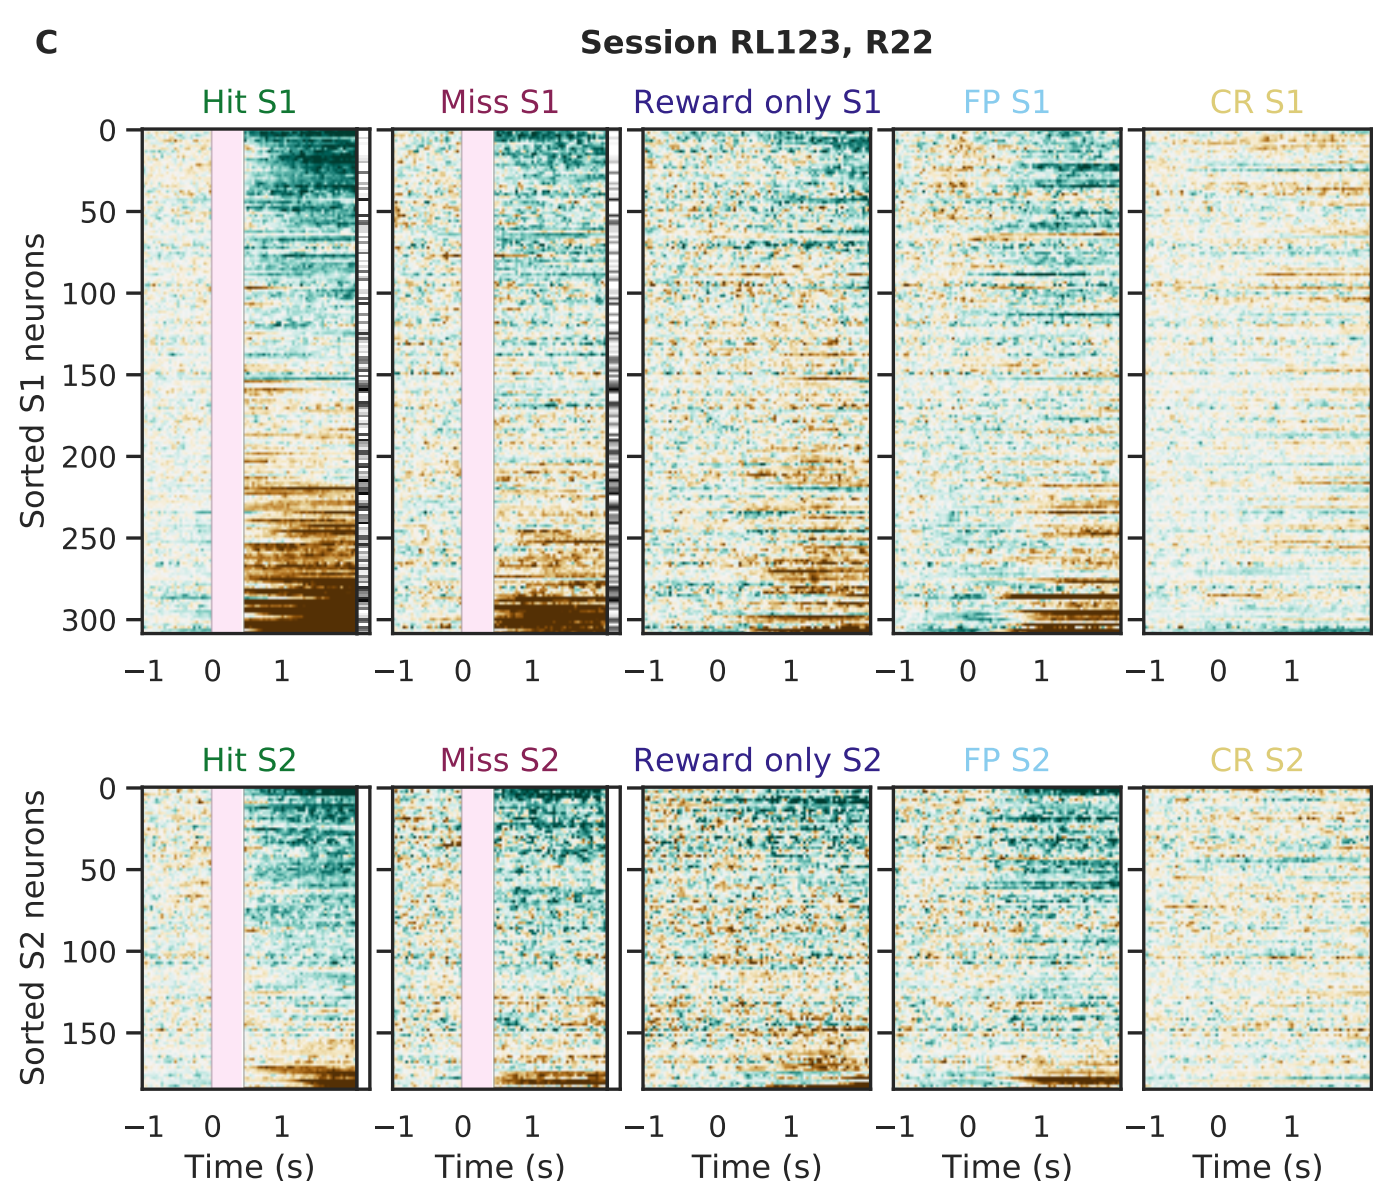 C
Session RL123, R22
Hit S1 Miss S1 Reward only S1 FP S1 CR S1
Sorted S1 neurons
0
50
100
150
200
250
300
−1 0 1 −1 0 1 −1 0 1 −1 0 1 −1 0 1
Hit S2 Miss S2 Reward only S2 FP S2 CR S2
Sorted S2 neurons
0
50
100
150
−1 0 1 −1 0 1 −1 0 1 −1 0 1 −1 0 1
Time (s) Time (s) Time (s) Time (s) Time (s)